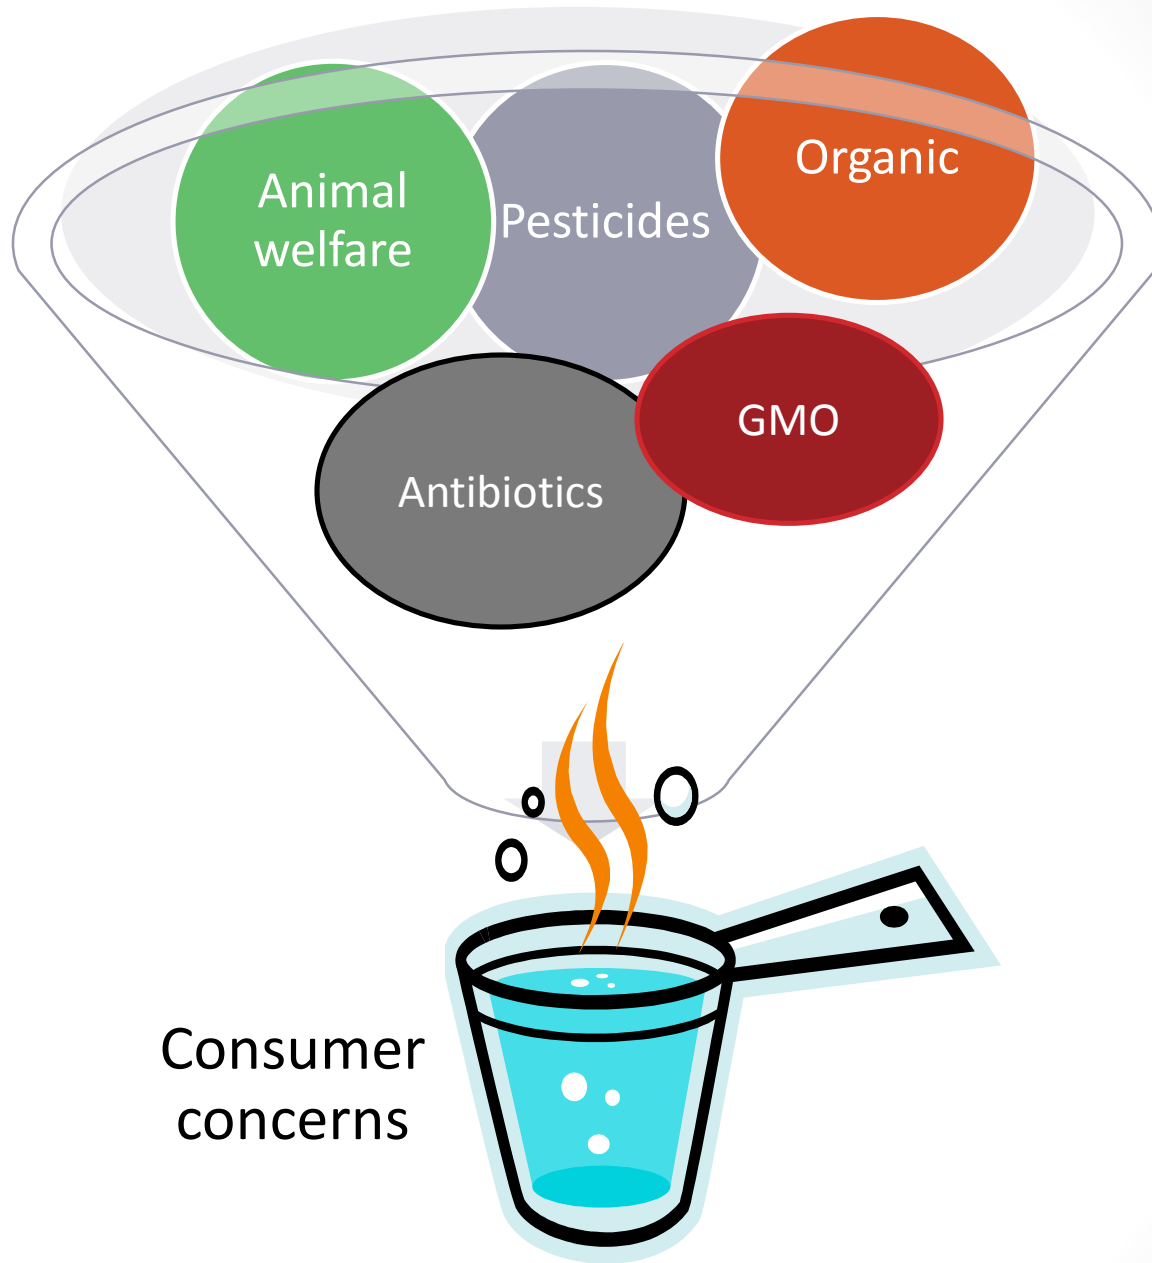 Animal
welfare
Pesticides
Organic
Antibiotics
GMO
Consumer
concerns